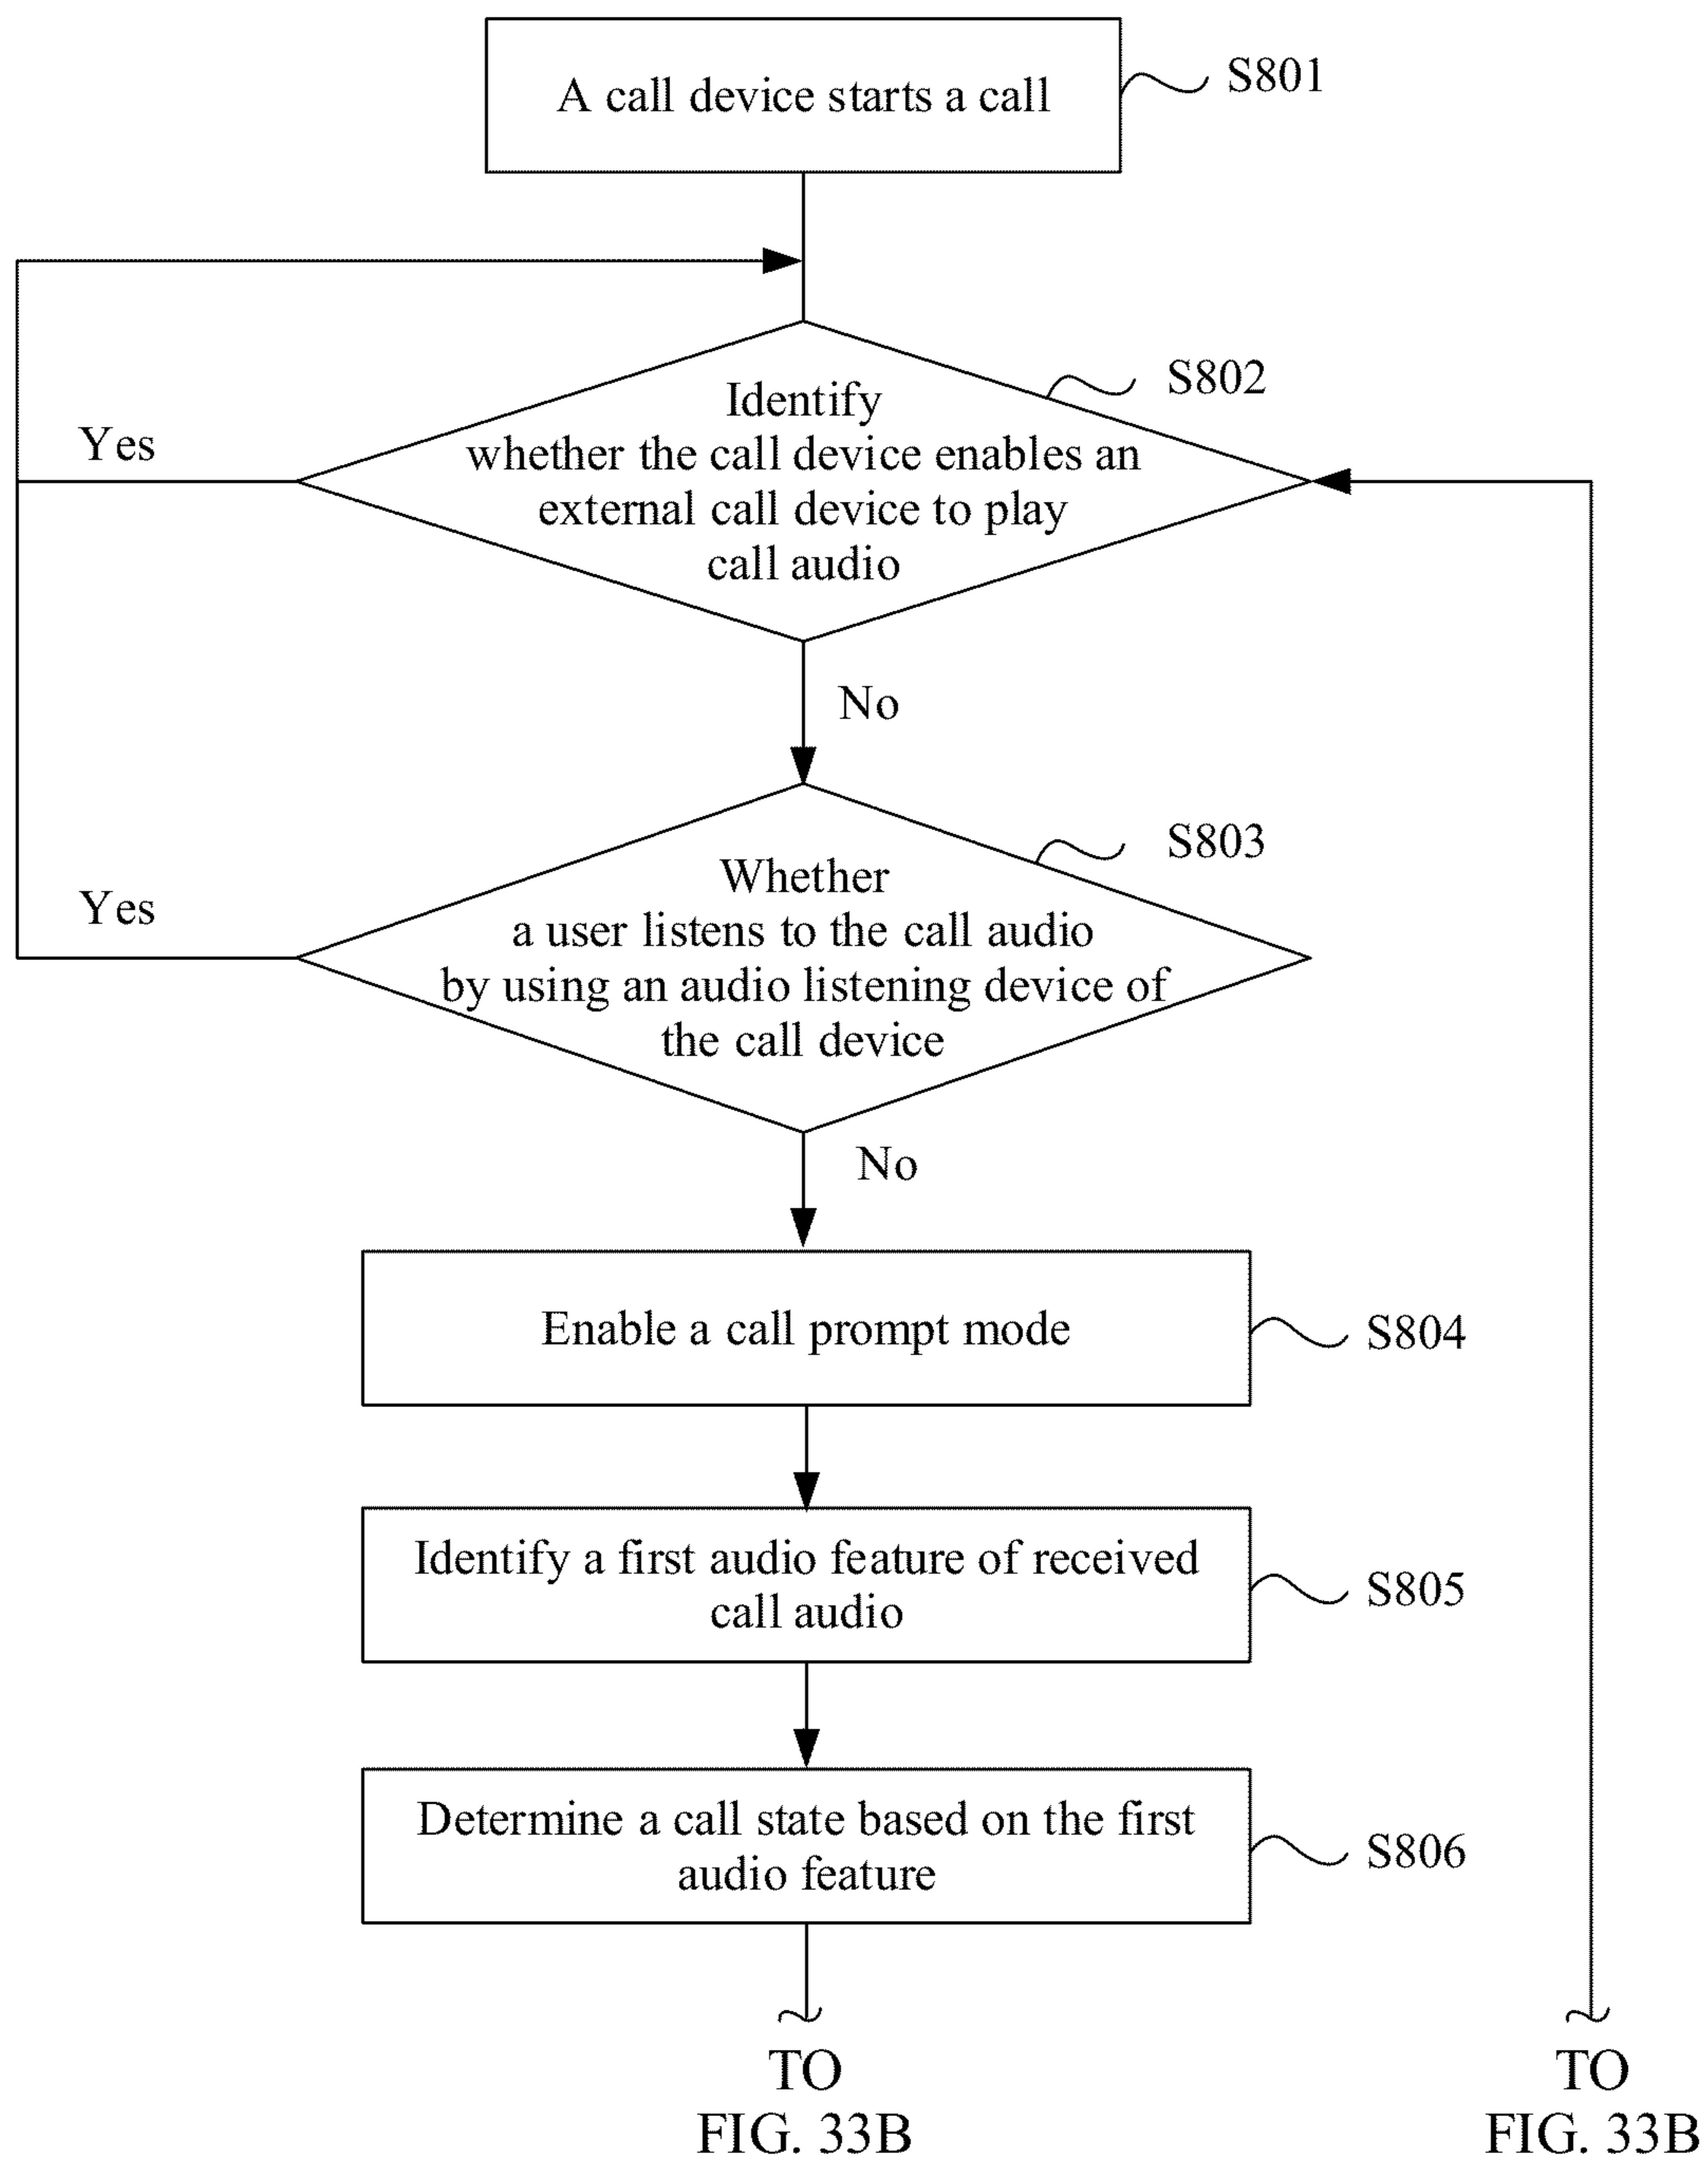 A call device starts a call
S801
S802
Identify
whether the call device enables an
external call device to play
call audio
Yes
No
S803
Whether
a user listens to the call audio
by using an audio listening device of
the call device
Yes
No
Enable a call prompt mode
S804
Identify a first audio feature of received
call audio
S805
Determine a call state based on the first
audio feature
S806
TO
FIG. 33B
TO
FIG. 33B